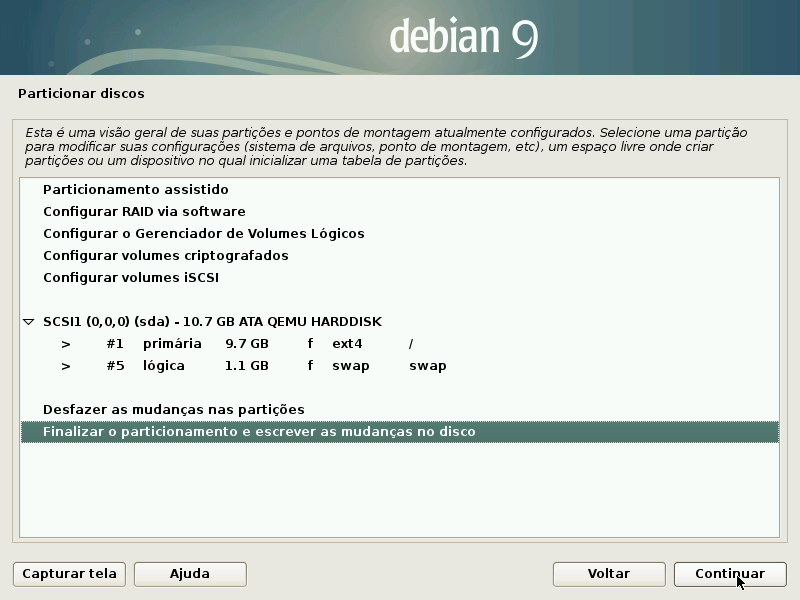 debian 9
Particionar discos
Esta é uma visão geral de suas partições e pontos de montagem atualmente configurados. Selecione uma partição
para modificar suas configurações (sistema de arquivos, ponto de montagem, etc), um espaço livre onde criar
partições ou um dispositivo no qual inicializar uma tabela de partições.
Particionamento assistido
Configurar RAID via software
Configurar o Gerenciador de Volumes Lógicos
Configurar volumes criptografados
Configurar volumes iSCSI
SCSI1 (0,0,0) (sda) - 10.7 GB ATA QEMU HARDDISK
> #1 primária 9.7 GB f ext4 /
> #5 lógica 1.1 GB f swap swap
Desfazer as mudanças nas partições
Finalizar o particionamento e escrever as mudanças no disco
Capturar tela Ajuda Voltar Continuar